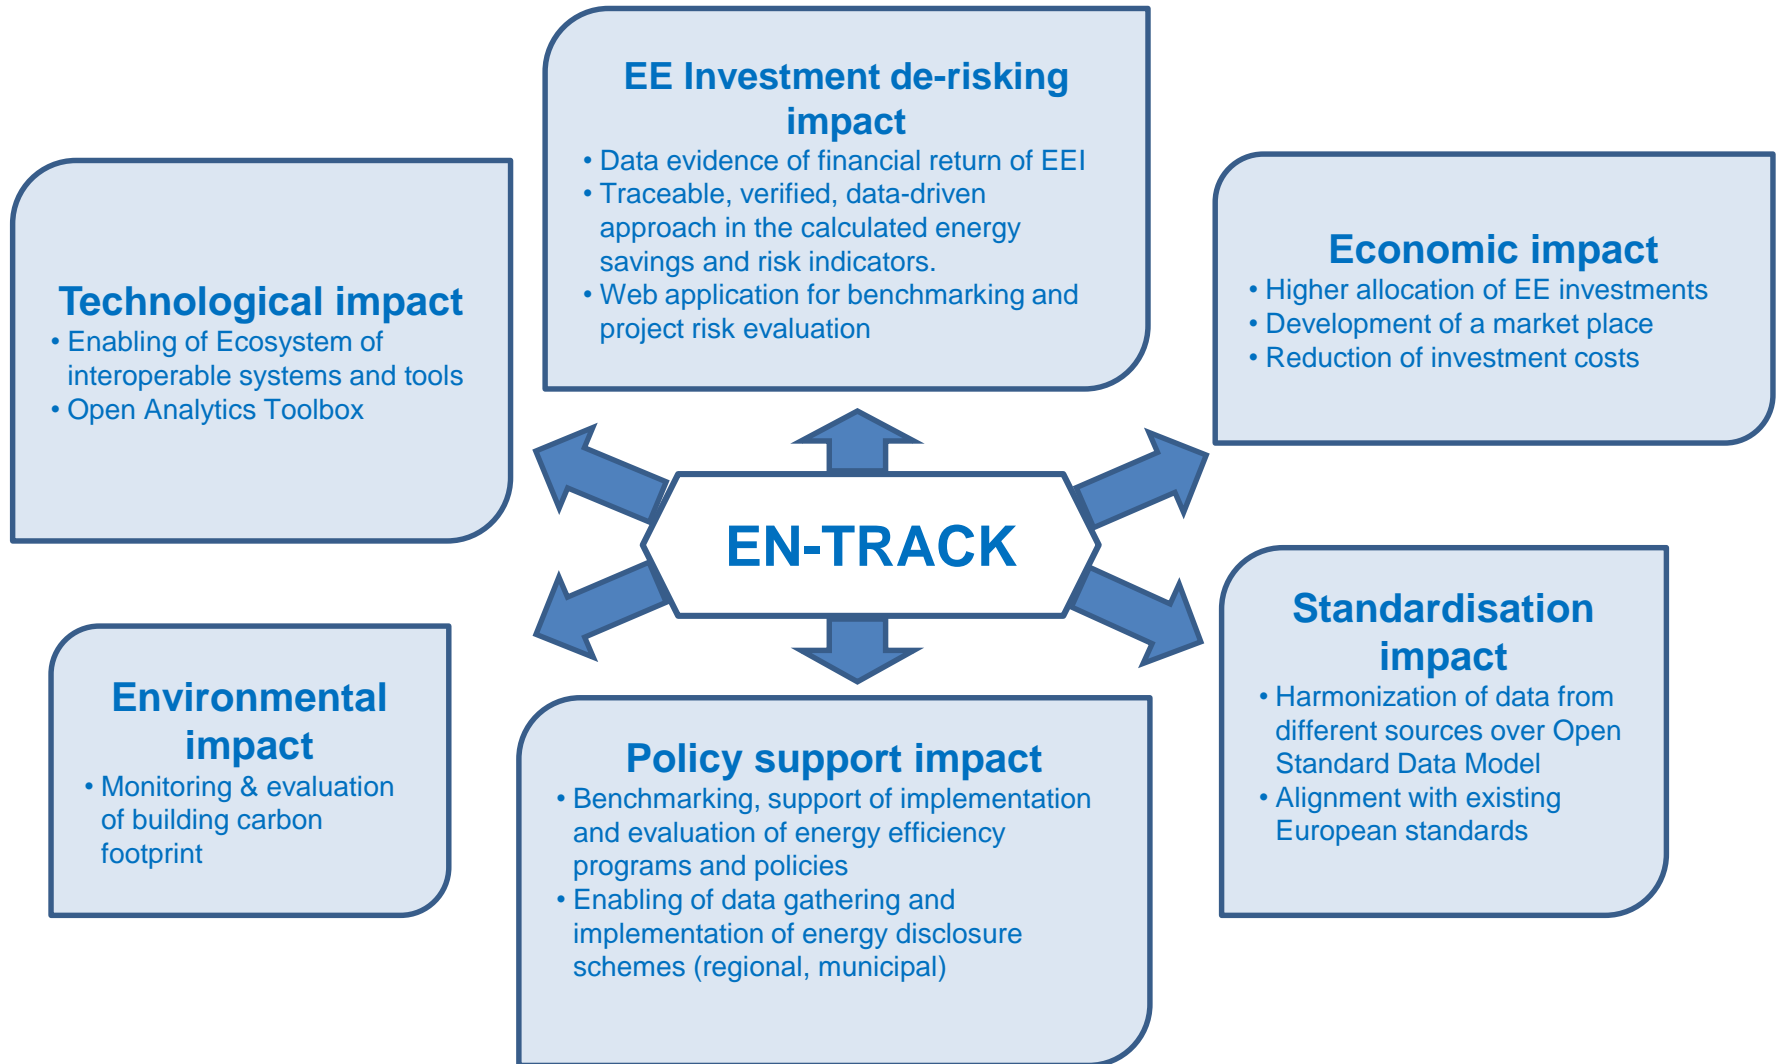 EE Investment de-risking
impact
• Data evidence of financial return of EEI
• Traceable, verified, data-driven
approach in the calculated energy
savings and risk indicators.
• Web application for benchmarking and
project risk evaluation
Technological impact
• Enabling of Ecosystem of
interoperable systems and tools
• Open Analytics Toolbox
Economic impact
• Higher allocation of EE investments
• Development of a market place
• Reduction of investment costs
EN-TRACK
Environmental
impact
• Monitoring & evaluation
of building carbon
footprint
Policy support impact
• Benchmarking, support of implementation
and evaluation of energy efficiency
programs and policies
• Enabling of data gathering and
implementation of energy disclosure
schemes (regional, municipal)
Standardisation
impact
• Harmonization of data from
different sources over Open
Standard Data Model
• Alignment with existing
European standards